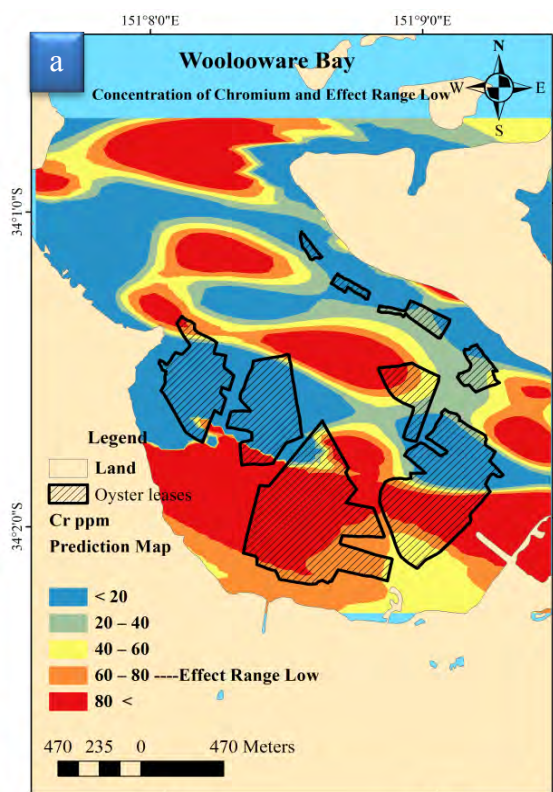 151°8'0"E 151°9'0"E
a
Woolooware Bay
Concentration of Chromium and Effect Range Low
N
W E
S
34°1'0"S
34°2'0"S
Legend
Land
Oyster leases
Cr ppm
Prediction Map
< 20
20 – 40
40 – 60
60 – 80 ----Effect Range Low
80 <
470 235 0 470 Meters